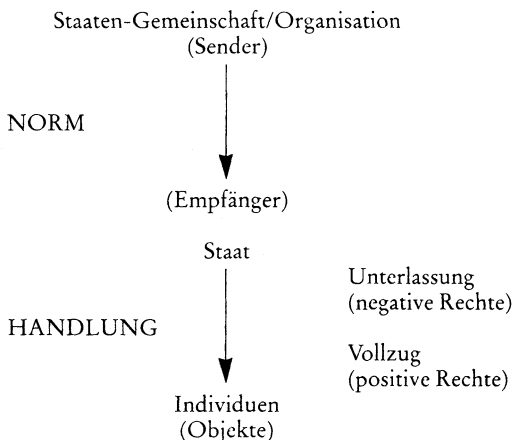 Staaten-Gemeinschaft/Organisation
(Sender)
NORM
(Empfänger)
Staat
Unterlassung
(negative Rechte)
HANDLUNG
Vollzug
(positive Rechte)
Individuen
(Objekte)